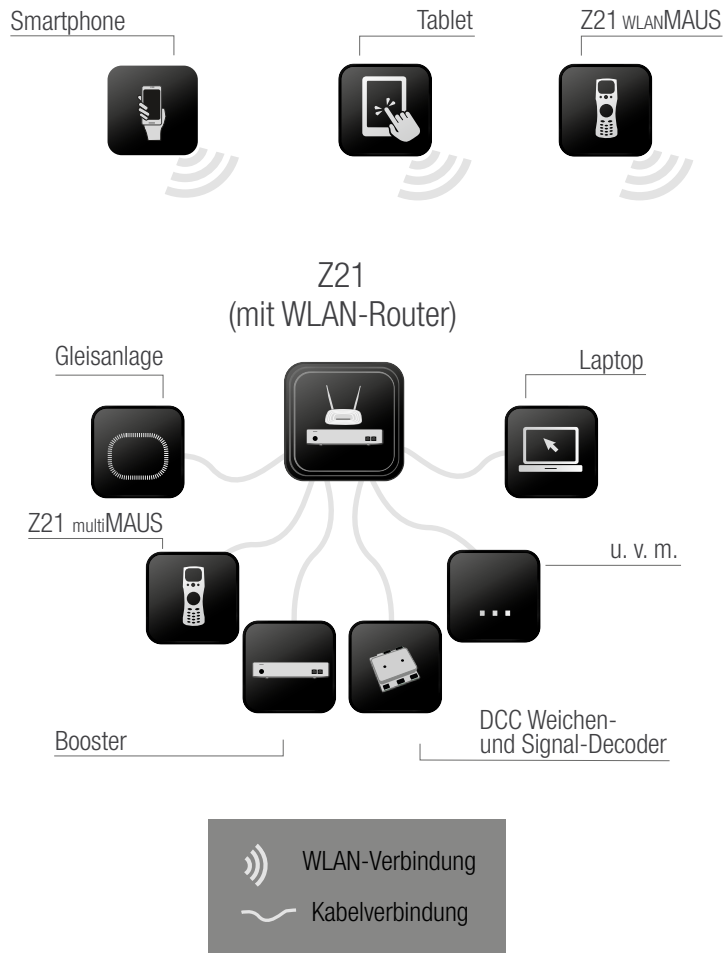 Smartphone
Tablet
Z21 WLANMAUS
Z21
(mit WLAN-Router)
Gleisanlage
Laptop
Z21 multiMAUS
u. v. m.
Booster
DCC Weichen-
und Signal-Decoder
WLAN-Verbindung
Kabelverbindung